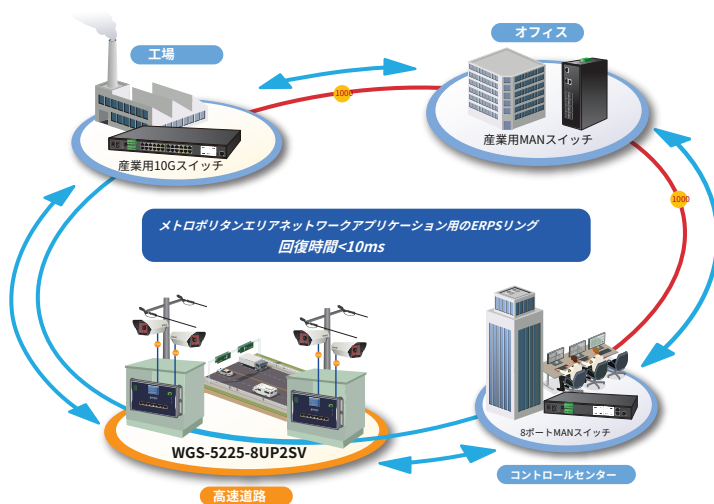 工場
オフィス
1000
産業用10Gスイッチ
産業用MANスイッチ
1000
メトロポリタンエリアネットワークアプリケーション用のERPSリング
回復時間<10ms
8ポートMANスイッチ
WGS-5225-8UP2SV
コントロールセンター
高速道路